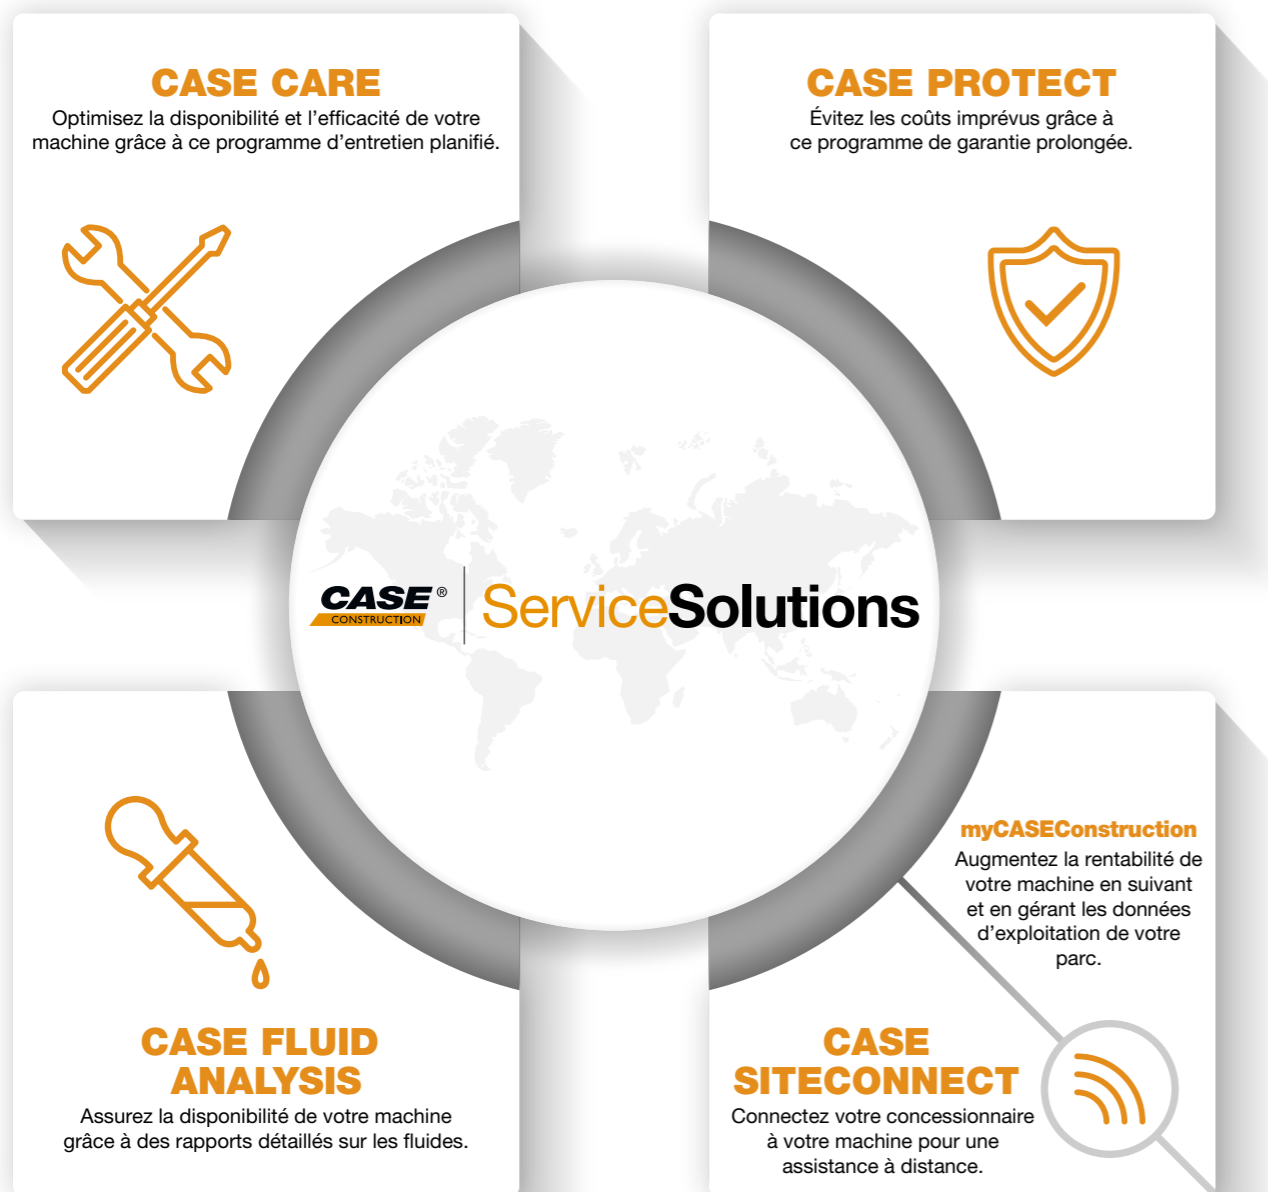 CASE CARE
Optimisez la disponibilité et l’efficacité de votre
machine grâce à ce programme d’entretien planifié.
CASE PROTECT
Évitez les coûts imprévus grâce à
ce programme de garantie prolongée.
CASE®
CONSTRUCTION
ServiceSolutions
CASE FLUID
ANALYSIS
Assurez la disponibilité de votre machine
grâce à des rapports détaillés sur les fluides.
myCASEConstruction
Augmentez la rentabilité de
votre machine en suivant
et en gérant les données
d’exploitation de votre
parc.
CASE
SITECONNECT
Connectez votre concessionnaire
à votre machine pour une
assistance à distance.